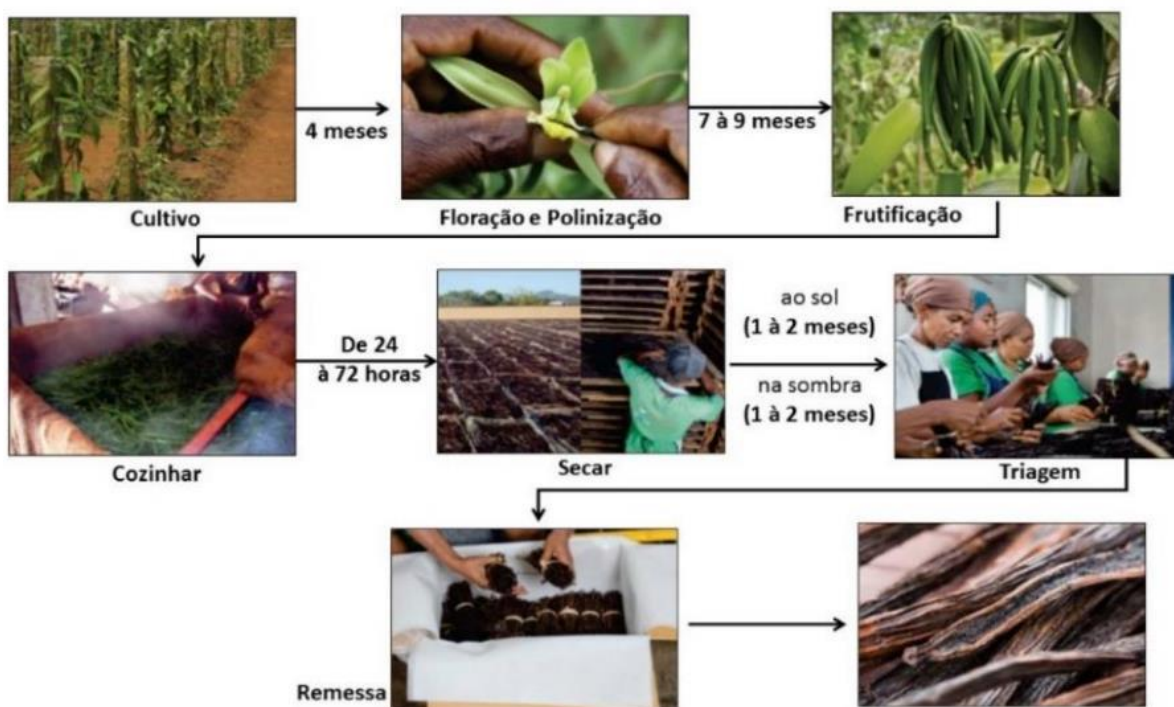 4 meses
7 à 9 meses
Cultivo
Floração e Polinização
Frutificação
De 24
à 72 horas
ao sol
(1 à 2 meses)
na sombra
(1 à 2 meses)
Cozinhar
Secar
Triagem
Remessa